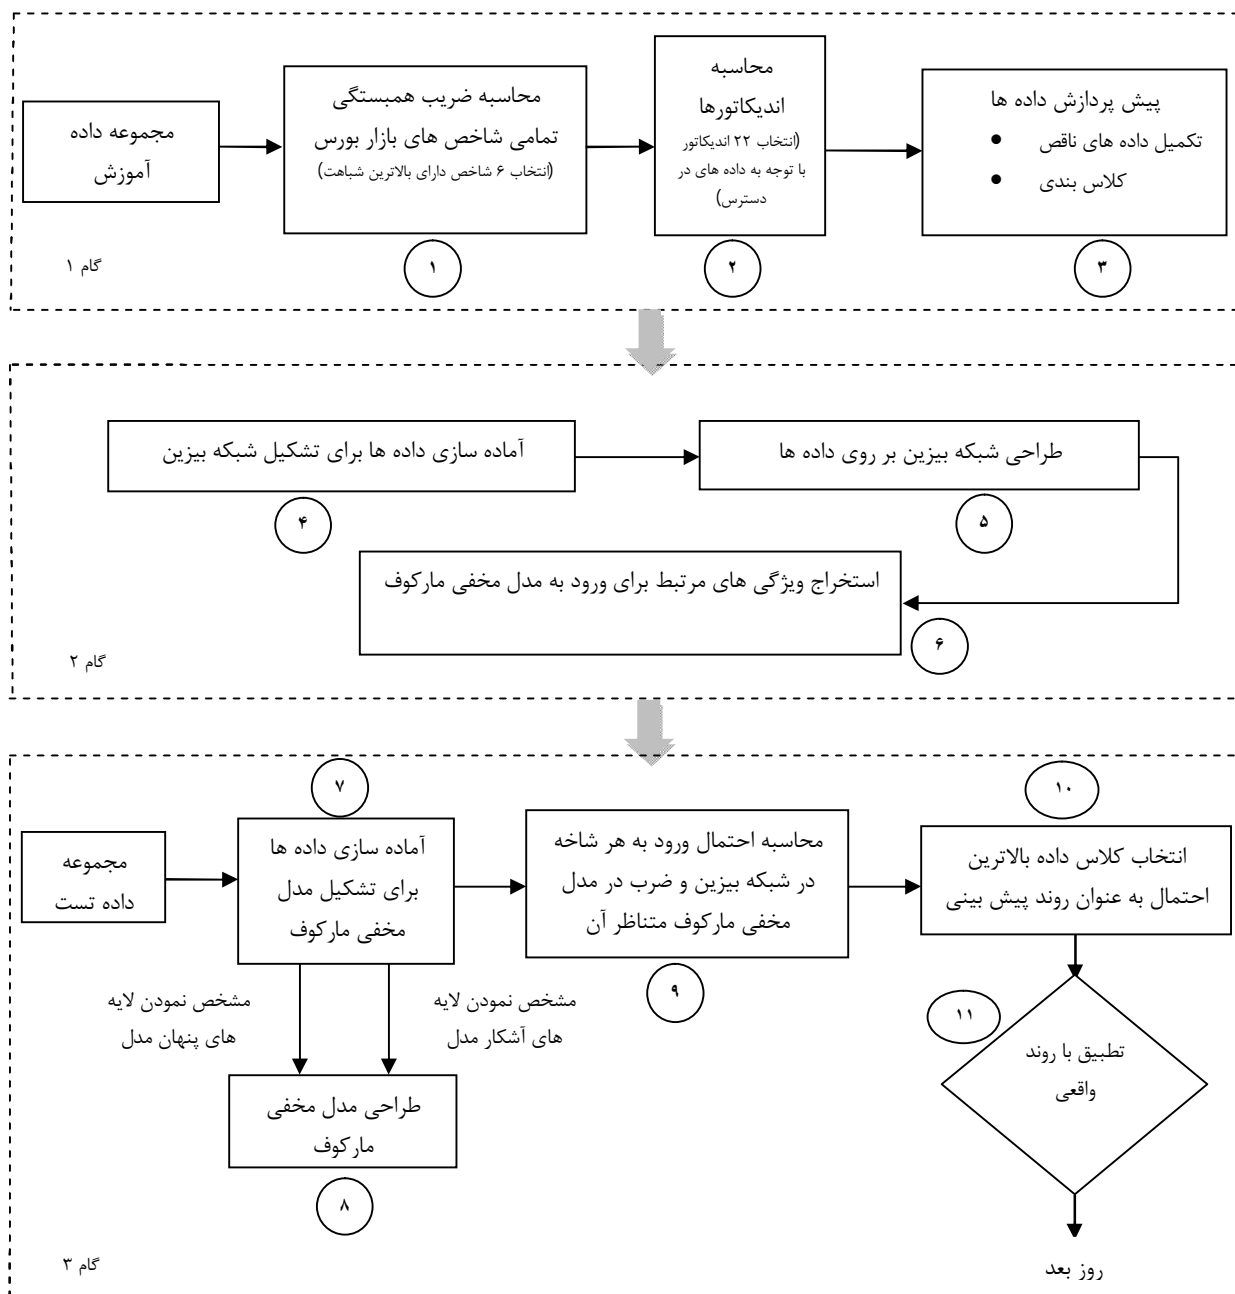 مجموعه داده
آموزش
محاسبه ضریب همبستگی
تمامی شاخص های بازار بورس
(انتخاب ۶ شاخص دارای بالاترین شباهت)
۱
محاسبه
اندیکاتورها
(انتخاب ۲۲ اندیکاتور
با توجه به داده های در
دسترس)
۲
پیش پردازش داده ها
• تکمیل داده های ناقص
• کلاس بندی
۳
گام ۱
آماده سازی داده ها برای تشکیل شبکه بیزین
۴
طراحی شبکه بیزین بر روی داده ها
۵
استخراج ویژگی های مرتبط برای ورود به مدل مخفی مارکوف
۶
گام ۲
مجموعه
داده تست
۷
آماده سازی داده ها
برای تشکیل مدل
مخفی مارکوف
مشخص نمودن لایه
های پنهان مدل
مشخص نمودن لایه
های آشکار مدل
طراحی مدل مخفی
مارکوف
۸
محاسبه احتمال ورود به هر شاخه
در شبکه بیزین و ضرب در مدل
مخفی مارکوف متناظر آن
۹
۱۰
انتخاب کلاس داده بالاترین
احتمال به عنوان روند پیش بینی
۱۱
تطبیق با روند
واقعی
روز بعد
گام ۳